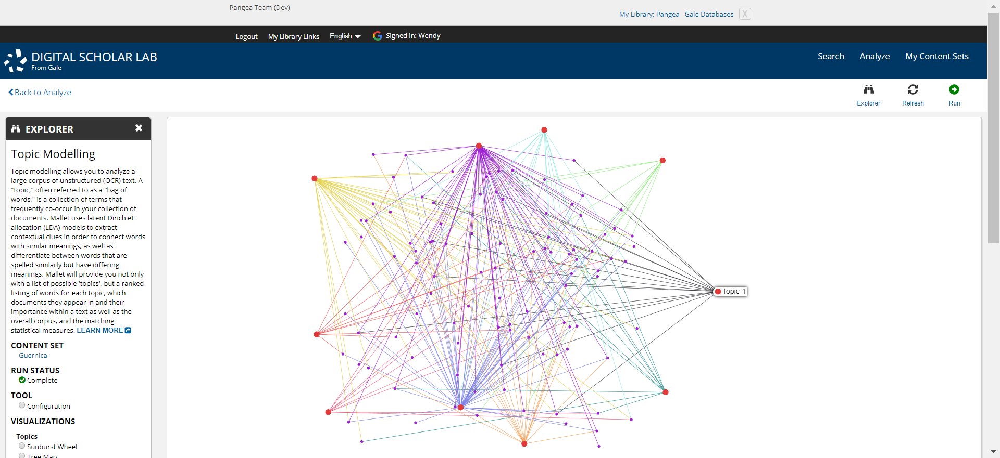 Pangea Team (Dev)
My Library: Pangea Gale Databases X
Logout My Library Links English Signed in: Wendy
DIGITAL SCHOLAR LAB
From Gale
Search Analyze My Content Sets
Back to Analyze
Explorer Refresh Run
EXPLORER
Topic Modelling
Topic modelling allows you to analyze a
large corpus of unstructured (OCR) text. A
"topic," often referred to as a "bag of
words," is a collection of terms that
frequently co-occur in your collection of
documents. Mallet uses latent Dirichlet
allocation (LDA) models to extract
contextual clues in order to connect words
with similar meanings, as well as
differentiate between words that are
spelled similarly but have differing
meanings. Mallet will provide you not only
with a list of possible 'topics', but a ranked
listing of words for each topic, which
documents they appear in and their
importance within a text as well as the
overall corpus, and the matching
statistical measures. LEARN MORE
CONTENT SET
Guernica
RUN STATUS
Complete
TOOL
Configuration
VISUALIZATIONS
Topics
Sunburst Wheel
Tree Map
Topic-1